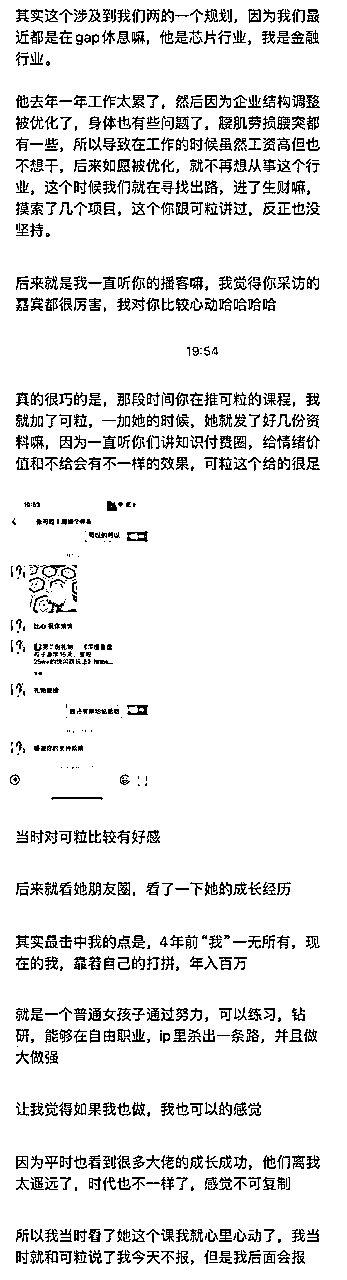 其实这个涉及到我们两的一个规划，因为我们最
近都是在gap休息嘛，他是芯片行业，我是金融
行业。
他去年一年工作太累了，然后因为企业结构调整
被优化了，身体也有些问题了，腰肌劳损腰突都
有一些，所以导致在工作的时候虽然工资高但也
不想干，后来如愿被优化，就不再想从事这个行
业，这个时候我们就在寻找出路，进了生财嘛，
摸索了几个项目，这个你跟可粒讲过，反正也没
坚持。
后来就是我一直听你的播客嘛，我觉得你采访的
嘉宾都很厉害，我对你比较心动哈哈哈哈
19:54
真的很巧的是，那段时间你在推可粒的课程，我
就加了可粒，一加她的时候，她就发了好几份资
料嘛，因为一直听你们讲知识付费圈，给情绪价
值和不给会有不一样的效果，可粒这个给的很足
当时对可粒比较有好感
后来就看她朋友圈，看了一下她的成长经历
其实最击中我的点是，4年前“我”一无所有，现
在的我，靠着自己的打拼，年入百万
就是一个普通女孩子通过努力，可以练习，钻
研，能够在自由职业，ip里杀出一条路，并且做
大做强
让我觉得如果我也做，我也可以的感觉
因为平时也看到很多大佬的成长成功，他们离我
太遥远了，时代也不一样了，感觉不可复制
所以我当时看了她这个课我就心里心动了，我当
时就和可粒说了我今天不报，但是我后面会报